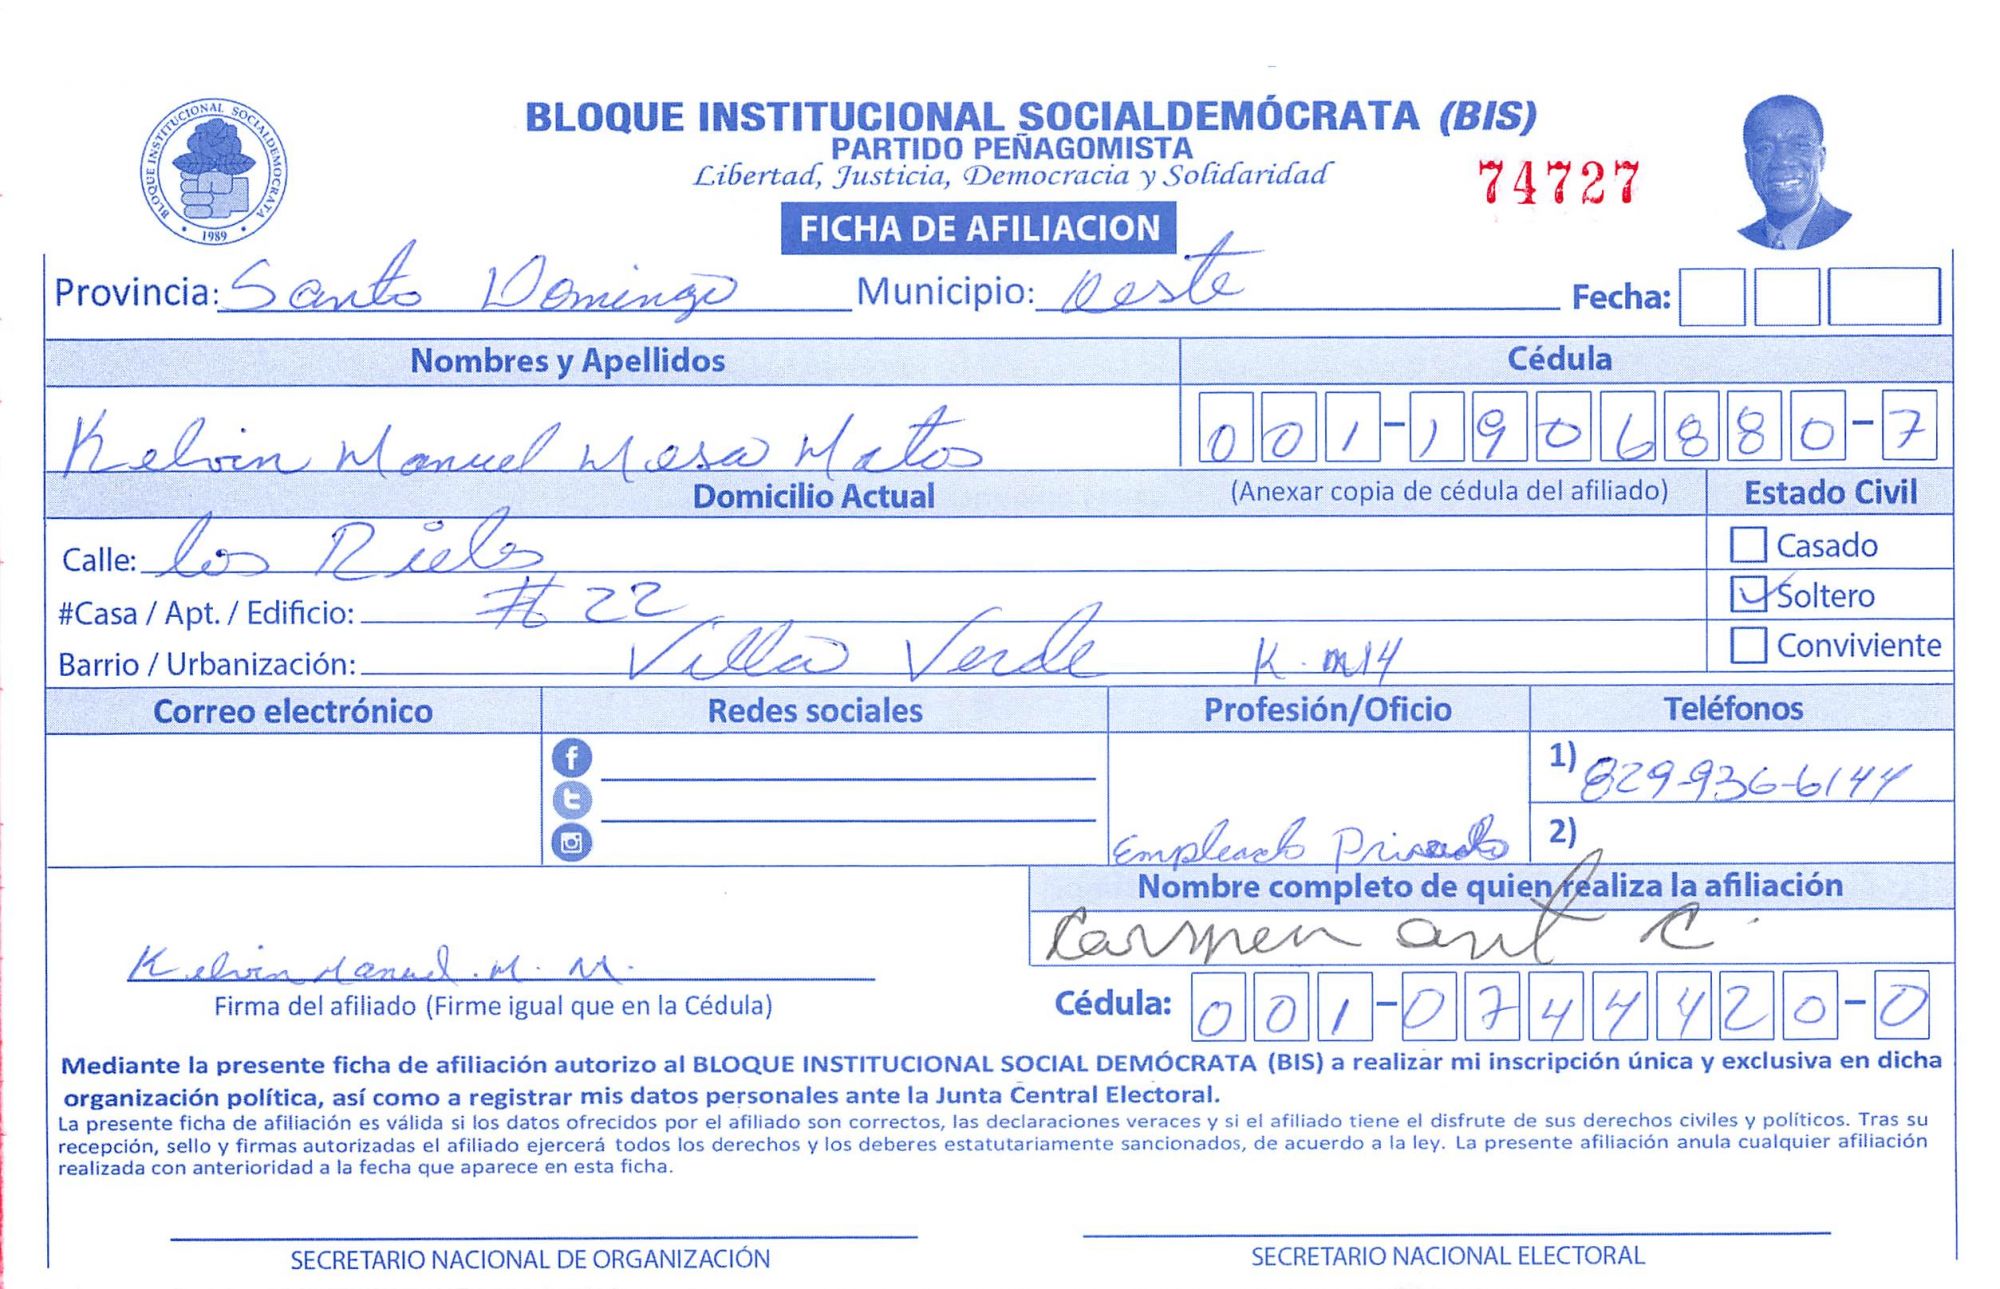 BLOQUE INSTITUCIONAL SOCIALDEMÓCRATA
1989
BLOQUE INSTITUCIONAL SOCIALDEMÓCRATA (BIS)
PARTIDO PEÑAGOMISTA
Libertad, Justicia, Democracia y Solidaridad
74727
FICHA DE AFILIACION
Provincia: Santo Domingo Municipio: Oeste Fecha:
Nombres y Apellidos Cédula
Kelvin Manuel Mesa Matos 001-1906880-7
Domicilio Actual (Anexar copia de cédula del afiliado) Estado Civil
Calle: los Rieles Casado
#Casa / Apt. / Edificio: # 22 Soltero
Barrio / Urbanización: Villa Verde K.m14 Conviviente
Correo electrónico Redes sociales Profesión/Oficio Teléfonos
1) 829-936-6144
Empleado Privado 2)
Nombre completo de quien realiza la afiliación
Carmen ant C.
Kelvin Manuel. M. M.
Firma del afiliado (Firme igual que en la Cédula) Cédula: 001-0744420-0
Mediante la presente ficha de afiliación autorizo al BLOQUE INSTITUCIONAL SOCIAL DEMÓCRATA (BIS) a realizar mi inscripción única y exclusiva en dicha
organización política, así como a registrar mis datos personales ante la Junta Central Electoral.
La presente ficha de afiliación es válida si los datos ofrecidos por el afiliado son correctos, las declaraciones veraces y si el afiliado tiene el disfrute de sus derechos civiles y políticos. Tras su
recepción, sello y firmas autorizadas el afiliado ejercerá todos los derechos y los deberes estatutariamente sancionados, de acuerdo a la ley. La presente afiliación anula cualquier afiliación
realizada con anterioridad a la fecha que aparece en esta ficha.
SECRETARIO NACIONAL DE ORGANIZACIÓN SECRETARIO NACIONAL ELECTORAL